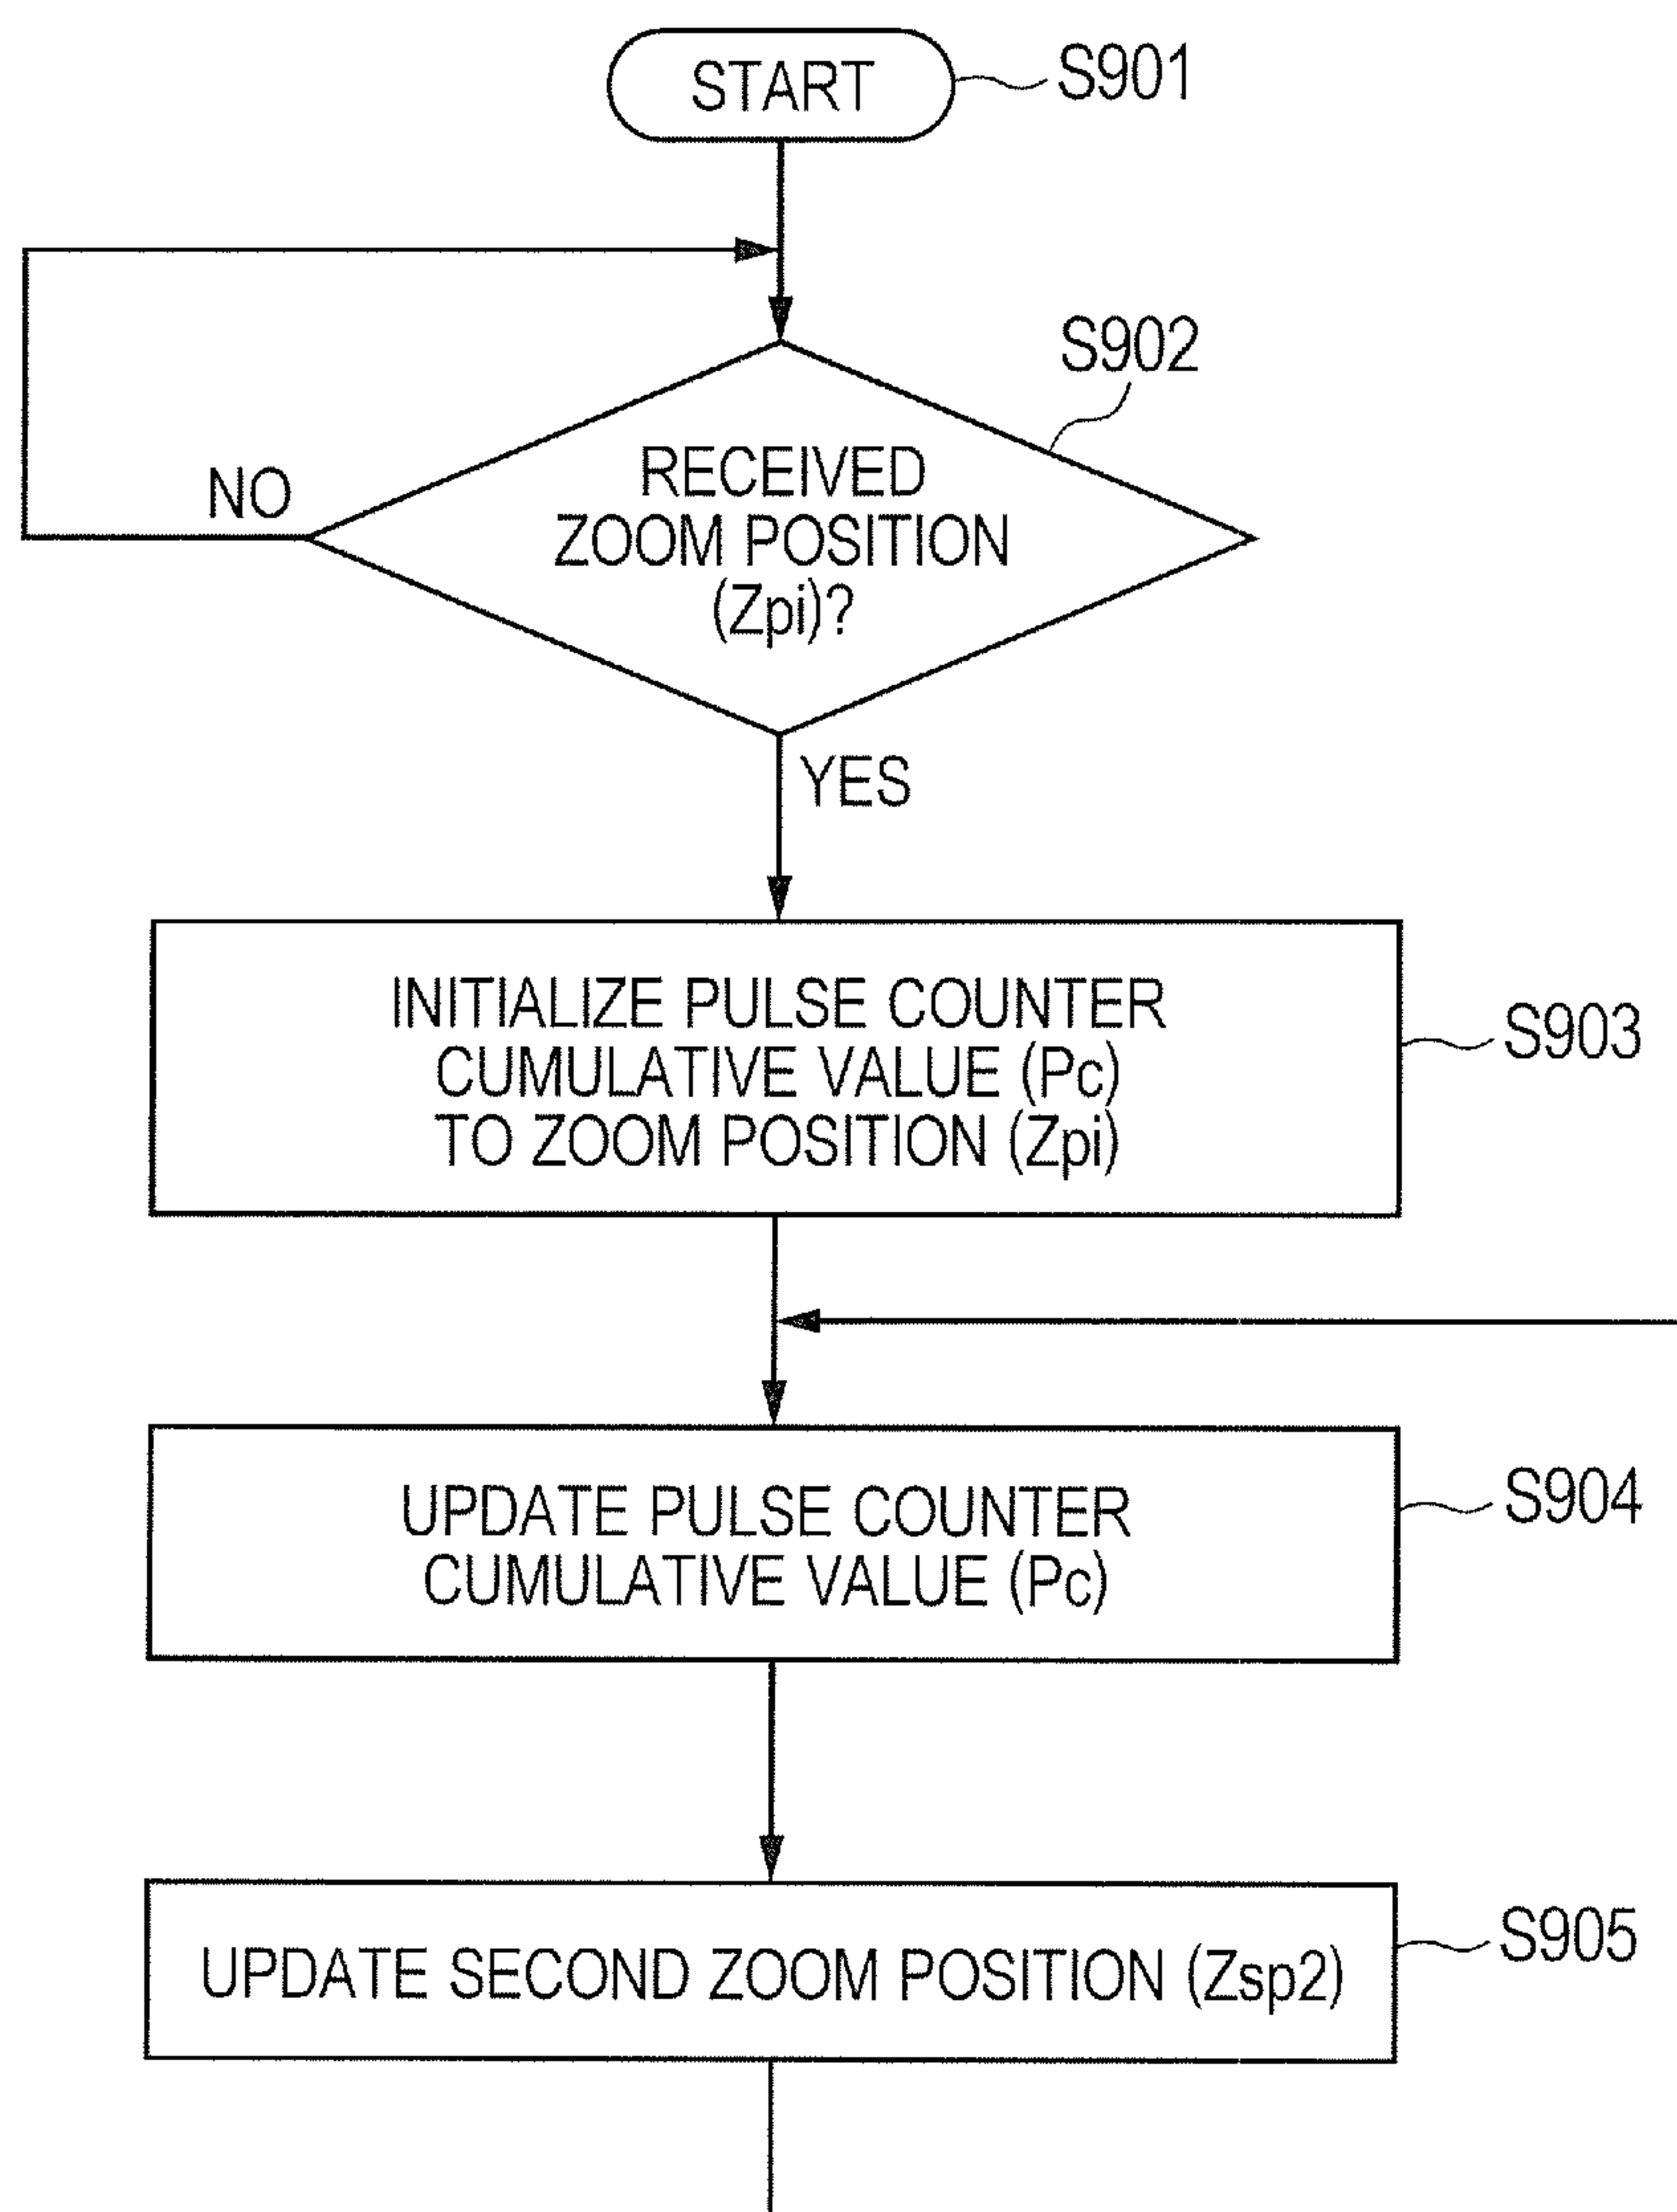 START
S901
S902
RECEIVED
ZOOM POSITION
(Zpi)?
NO
YES
INITIALIZE PULSE COUNTER
CUMULATIVE VALUE (Pc)
TO ZOOM POSITION (Zpi)
S903
UPDATE PULSE COUNTER
CUMULATIVE VALUE (Pc)
S904
UPDATE SECOND ZOOM POSITION (Zsp2)
S905